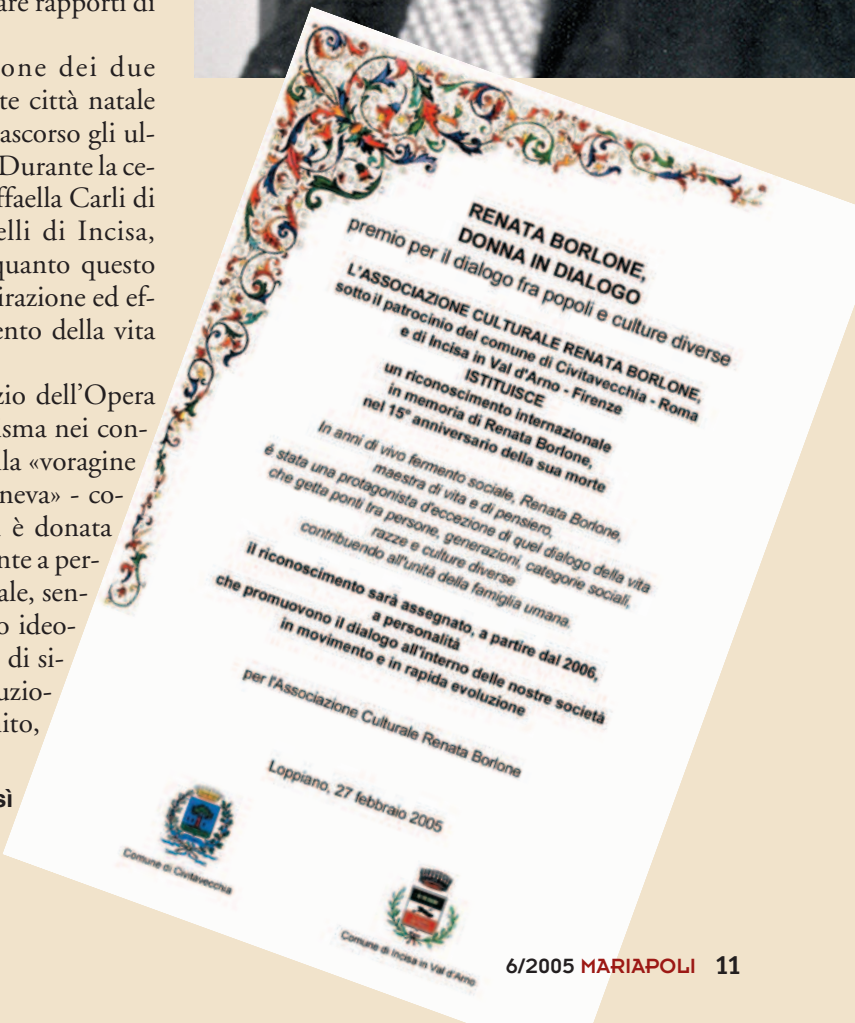 are rapporti di
one dei due
te città natale
ascorso gli ul-
Durante la ce-
ffaella Carli di
elli di Incisa,
quanto questo
irazione ed ef-
ento della vita
zio dell'Opera
isma nei con-
lla «voragine
neva» - co-
è donata
nte a per-
ale, sen-
o ideo-
di si-
uzio-
ito,
sì
RENATA BORLONE,
DONNA IN DIALOGO
premio per il dialogo fra popoli e culture diverse
L'ASSOCIAZIONE CULTURALE RENATA BORLONE,
sotto il patrocinio del comune di Civitavecchia - Roma
e di Incisa in Val d'Arno - Firenze
ISTITUISCE
un riconoscimento internazionale
in memoria di Renata Borlone,
nel 15° anniversario della sua morte
In anni di vivo fermento sociale, Renata Borlone,
maestra di vita e di pensiero,
é stata una protagonista d'eccezione di quel dialogo della vita
che getta ponti tra persone, generazioni, categorie sociali,
razze e culture diverse
contribuendo all'unità della famiglia umana.
il riconoscimento sarà assegnato, a partire dal 2006,
a personalità
che promuovono il dialogo all'interno delle nostre società
in movimento e in rapida evoluzione
per l'Associazione Culturale Renata Borlone
Loppiano, 27 febbraio 2005
Comune di Civitavecchia
Comune di Incisa in Val d'Arno
6/2005 MARIAPOLI 11